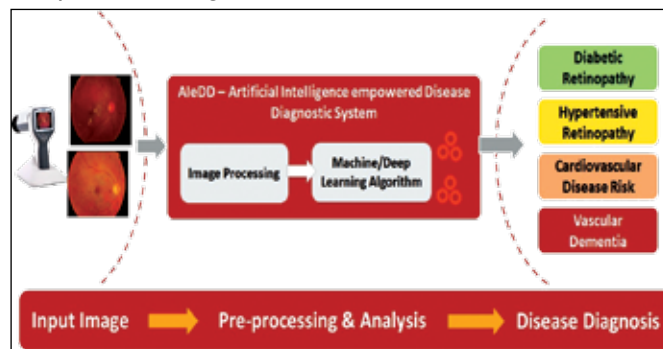 AIeDD – Artificial Intelligence empowered Disease
Diagnostic System
Image Processing
Machine/Deep
Learning Algorithm
Diabetic
Retinopathy
Hypertensive
Retinopathy
Cardiovascular
Disease Risk
Vascular
Dementia
Input Image
Pre-processing & Analysis
Disease Diagnosis